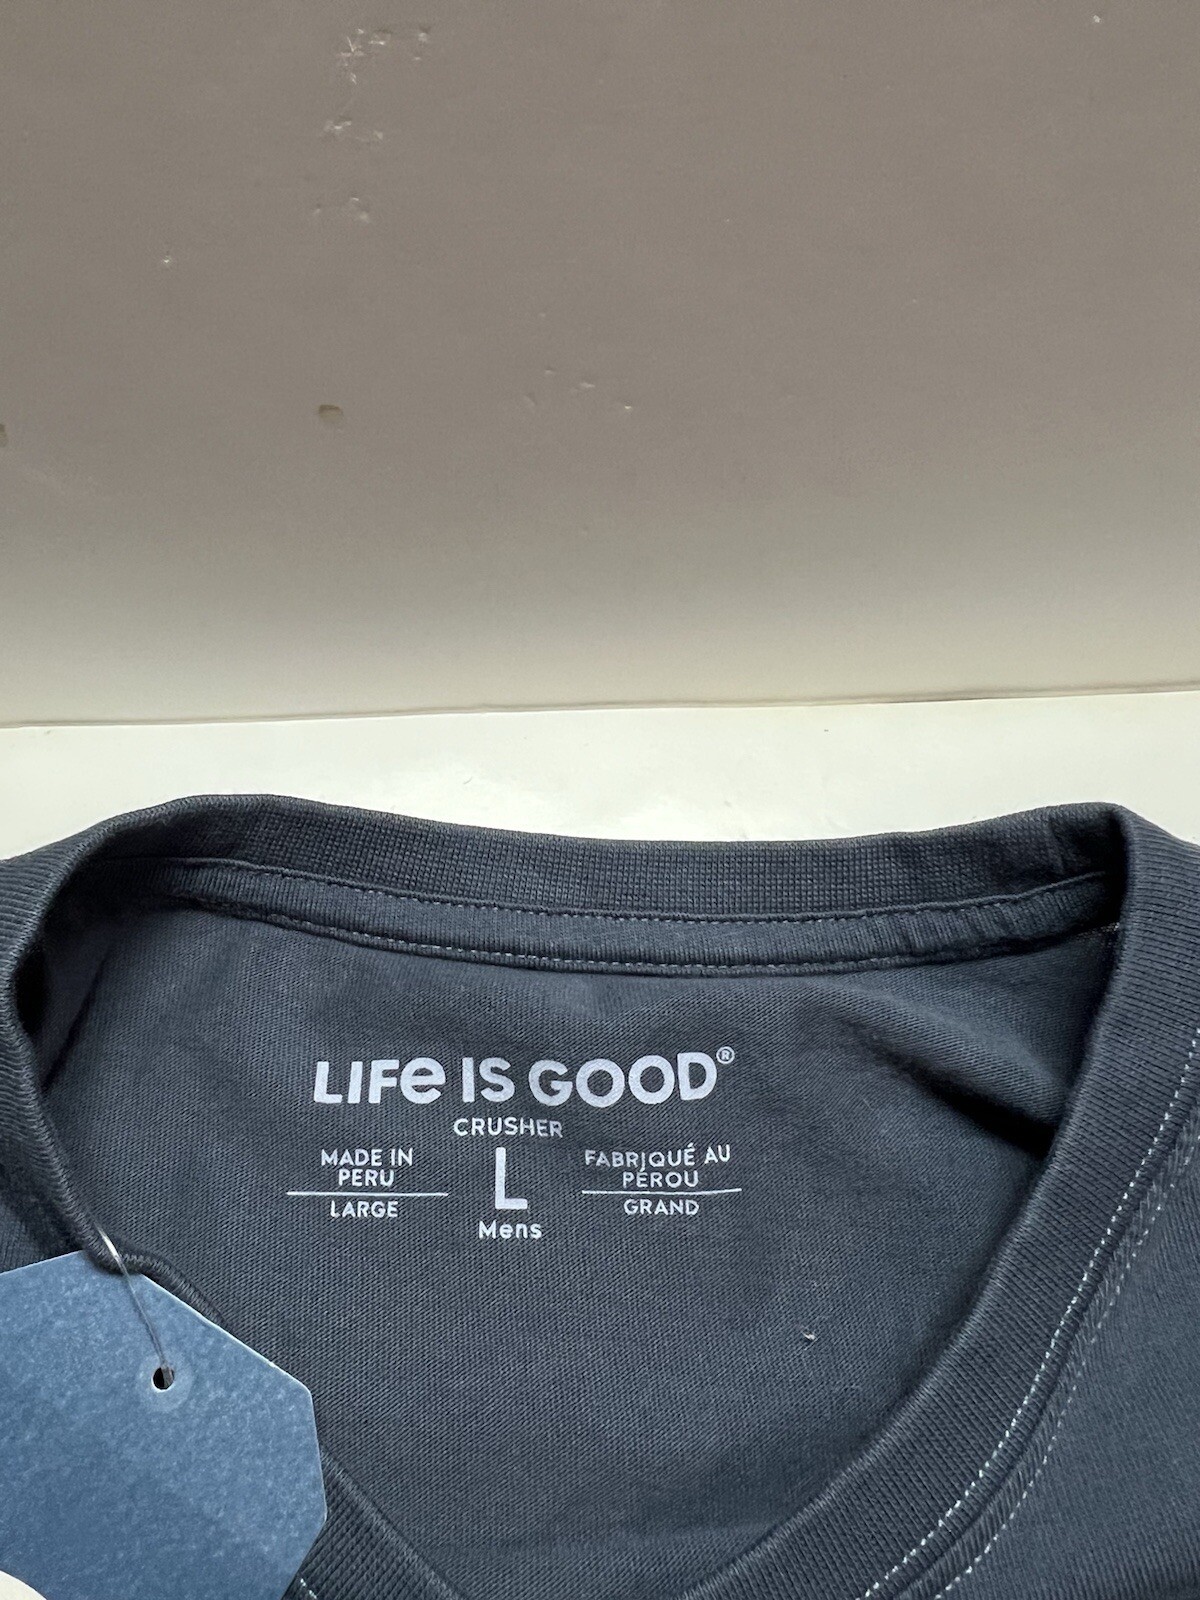 LIFe IS GOOD®
CRUSHER
MADE IN
PERU
LARGE
L
Mens
FABRIQUÉ AU
PÉROU
GRAND